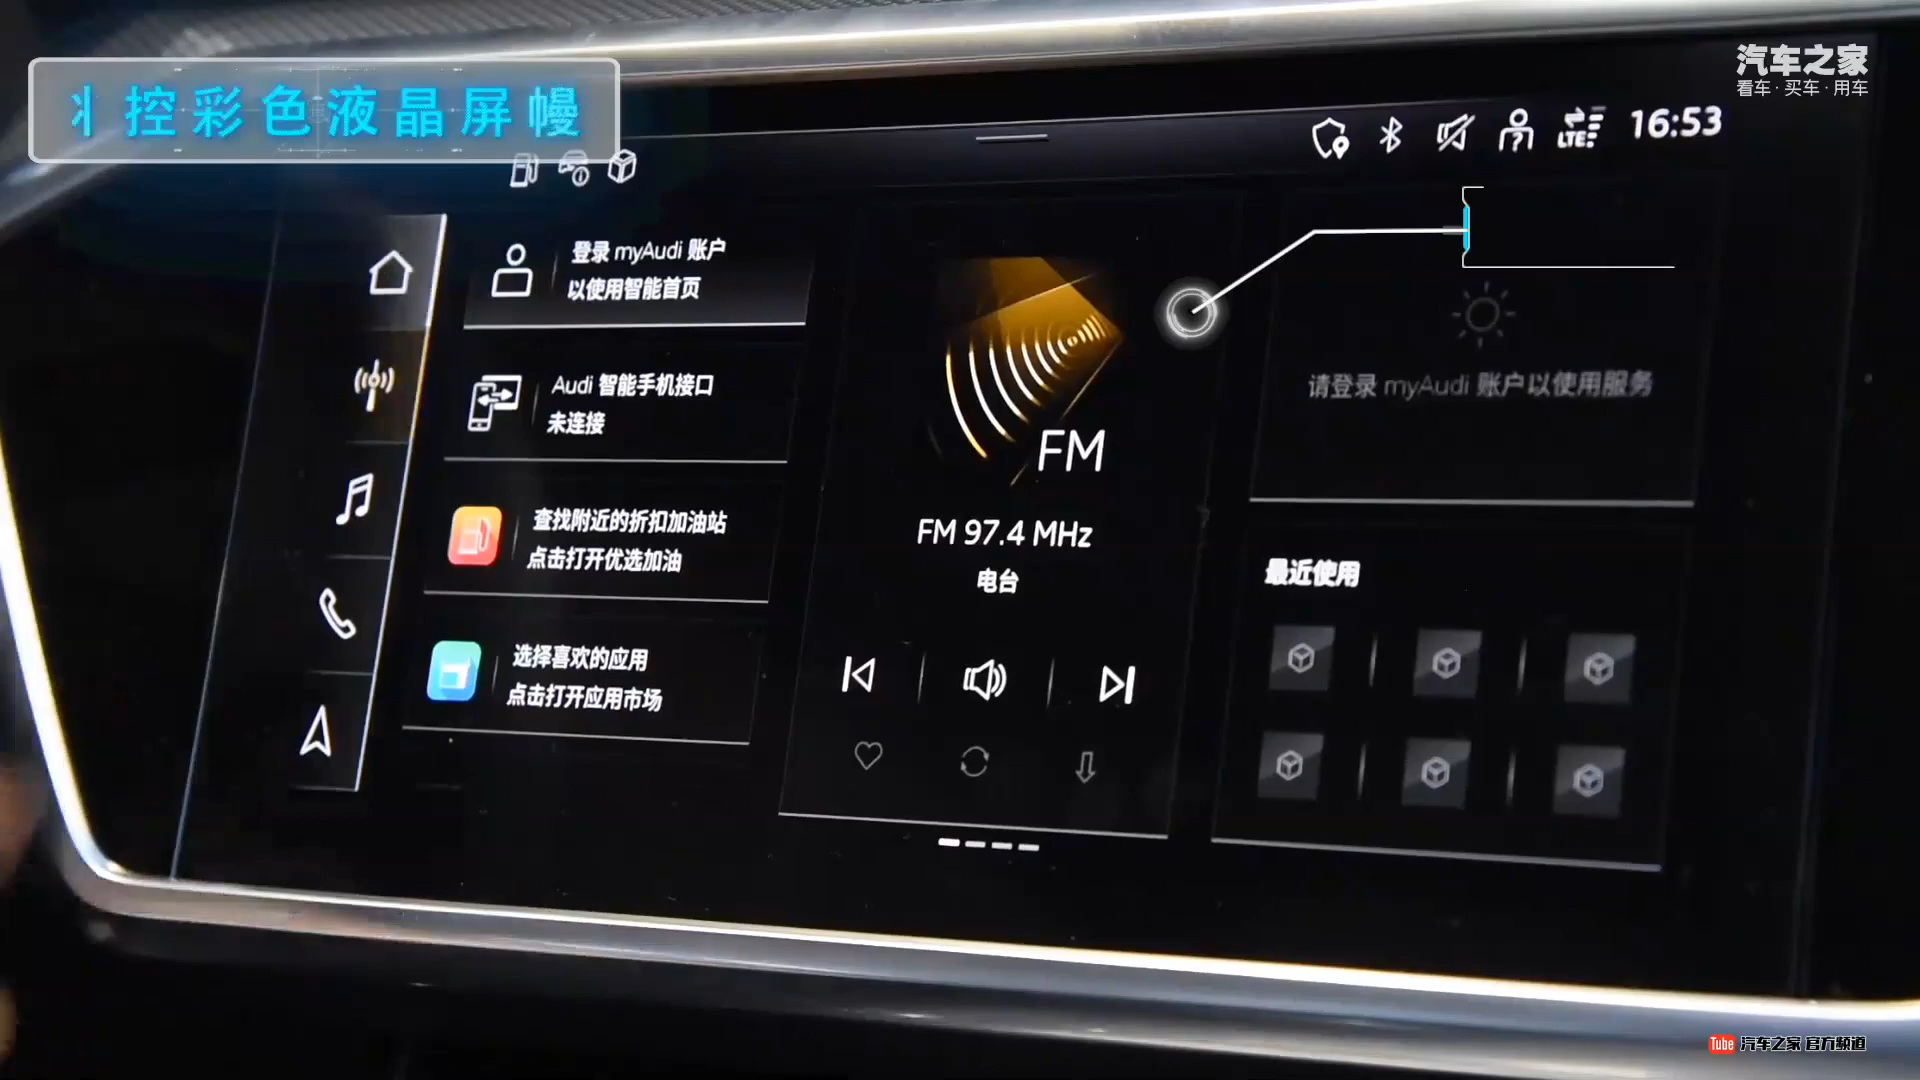 控彩色液晶屏幔
汽车之家
看车·买车·用车
LTE
16:53
登录 myAudi 账户
以使用智能首页
Audi 智能手机接口
未连接
查找附近的折扣加油站
点击打开优选加油
选择喜欢的应用
点击打开应用市场
FM
FM 97.4 MHz
电台
请登录 myAudi 账户以使用服务
最近使用
Tube 汽车之家 官方频道